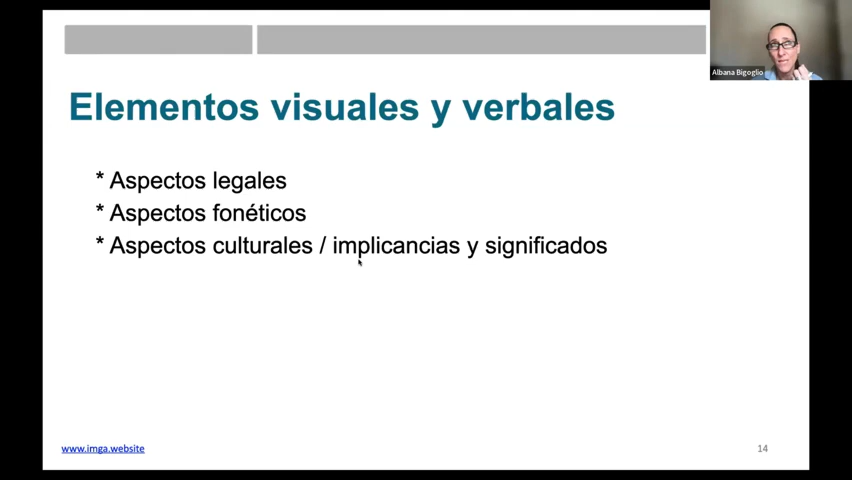 Albana Bigoglio
Elementos visuales y verbales
* Aspectos legales
* Aspectos fonéticos
* Aspectos culturales / implicancias y significados
www.imga.website
14